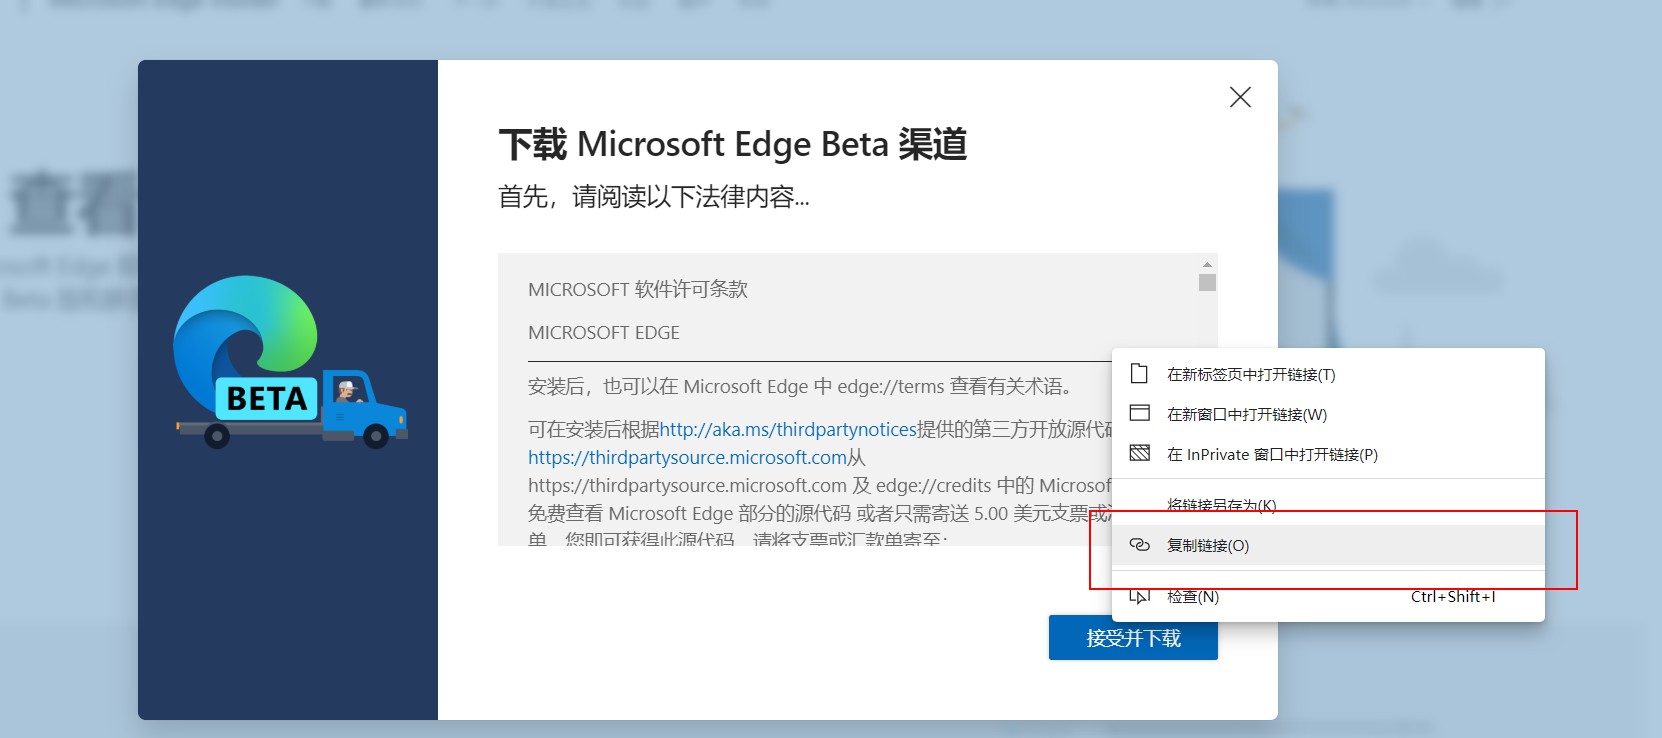 查看
下载 Microsoft Edge Beta 渠道
首先，请阅读以下法律内容...
MICROSOFT 软件许可条款
MICROSOFT EDGE
安装后，也可以在 Microsoft Edge 中 edge://terms 查看有关术语。
可在安装后根据http://aka.ms/thirdpartynotices提供的第三方开放源代码
https://thirdpartysource.microsoft.com从
https://thirdpartysource.microsoft.com 及 edge://credits 中的 Microsof
免费查看 Microsoft Edge 部分的源代码 或者只需寄送 5.00 美元支票或汇
单，您即可获得此源代码。请将支票或汇款单寄至：
BETA
在新标签页中打开链接(T)
在新窗口中打开链接(W)
在 InPrivate 窗口中打开链接(P)
将链接另存为(K)
复制链接(O)
检查(N) Ctrl+Shift+I
接受并下载